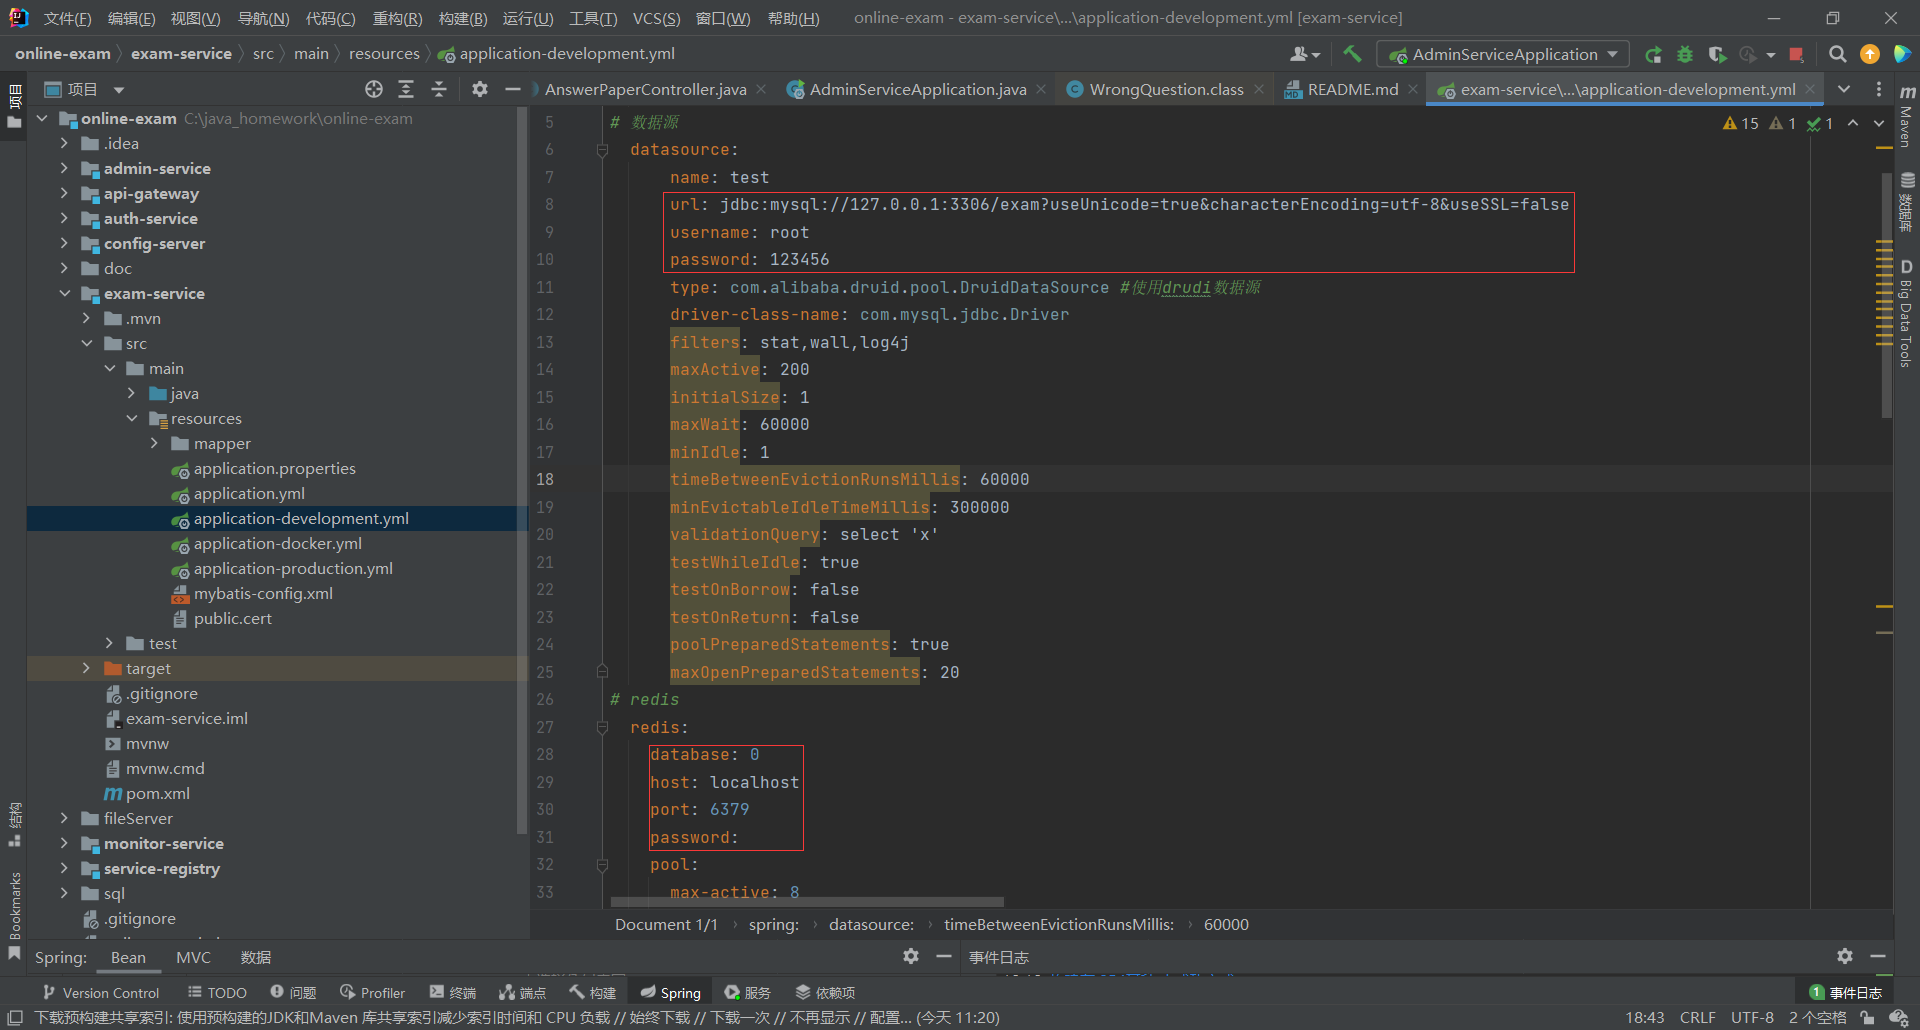 文件(F) 编辑(E) 视图(V) 导航(N) 代码(C) 重构(R) 构建(B) 运行(U) 工具(T) VCS(S) 窗口(W) 帮助(H) online-exam - exam-service\...\application-development.yml [exam-service]
online-exam exam-service src main resources application-development.yml AdminServiceApplication
项目 AnswerPaperController.java AdminServiceApplication.java WrongQuestion.class README.md exam-service\...\application-development.yml
项目
online-exam C:\java_homework\online-exam
.idea
admin-service
api-gateway
auth-service
config-server
doc
exam-service
.mvn
src
main
java
resources
mapper
application.properties
application.yml
application-development.yml
application-docker.yml
application-production.yml
mybatis-config.xml
public.cert
test
target
.gitignore
exam-service.iml
mvnw
mvnw.cmd
pom.xml
fileServer
monitor-service
service-registry
sql
.gitignore
结构
Bookmarks
15 1 1
5 # 数据源
6 datasource:
7 name: test
8 url: jdbc:mysql://127.0.0.1:3306/exam?useUnicode=true&characterEncoding=utf-8&useSSL=false
9 username: root
10 password: 123456
11 type: com.alibaba.druid.pool.DruidDataSource #使用drudi数据源
12 driver-class-name: com.mysql.jdbc.Driver
13 filters: stat,wall,log4j
14 maxActive: 200
15 initialSize: 1
16 maxWait: 60000
17 minIdle: 1
18 timeBetweenEvictionRunsMillis: 60000
19 minEvictableIdleTimeMillis: 300000
20 validationQuery: select 'x'
21 testWhileIdle: true
22 testOnBorrow: false
23 testOnReturn: false
24 poolPreparedStatements: true
25 maxOpenPreparedStatements: 20
26 # redis
27 redis:
28 database: 0
29 host: localhost
30 port: 6379
31 password:
32 pool:
33 max-active: 8
Maven
数据库
Big Data Tools
Document 1/1 spring: datasource: timeBetweenEvictionRunsMillis: 60000
Spring: Bean MVC 数据 事件日志
Version Control TODO 问题 Profiler 终端 端点 构建 Spring 服务 依赖项 1 事件日志
下载预构建共享索引: 使用预构建的JDK和Maven 库共享索引减少索引时间和 CPU 负载 // 始终下载 // 下载一次 // 不再显示 // 配置... (今天 11:20) 18:43 CRLF UTF-8 2 个空格